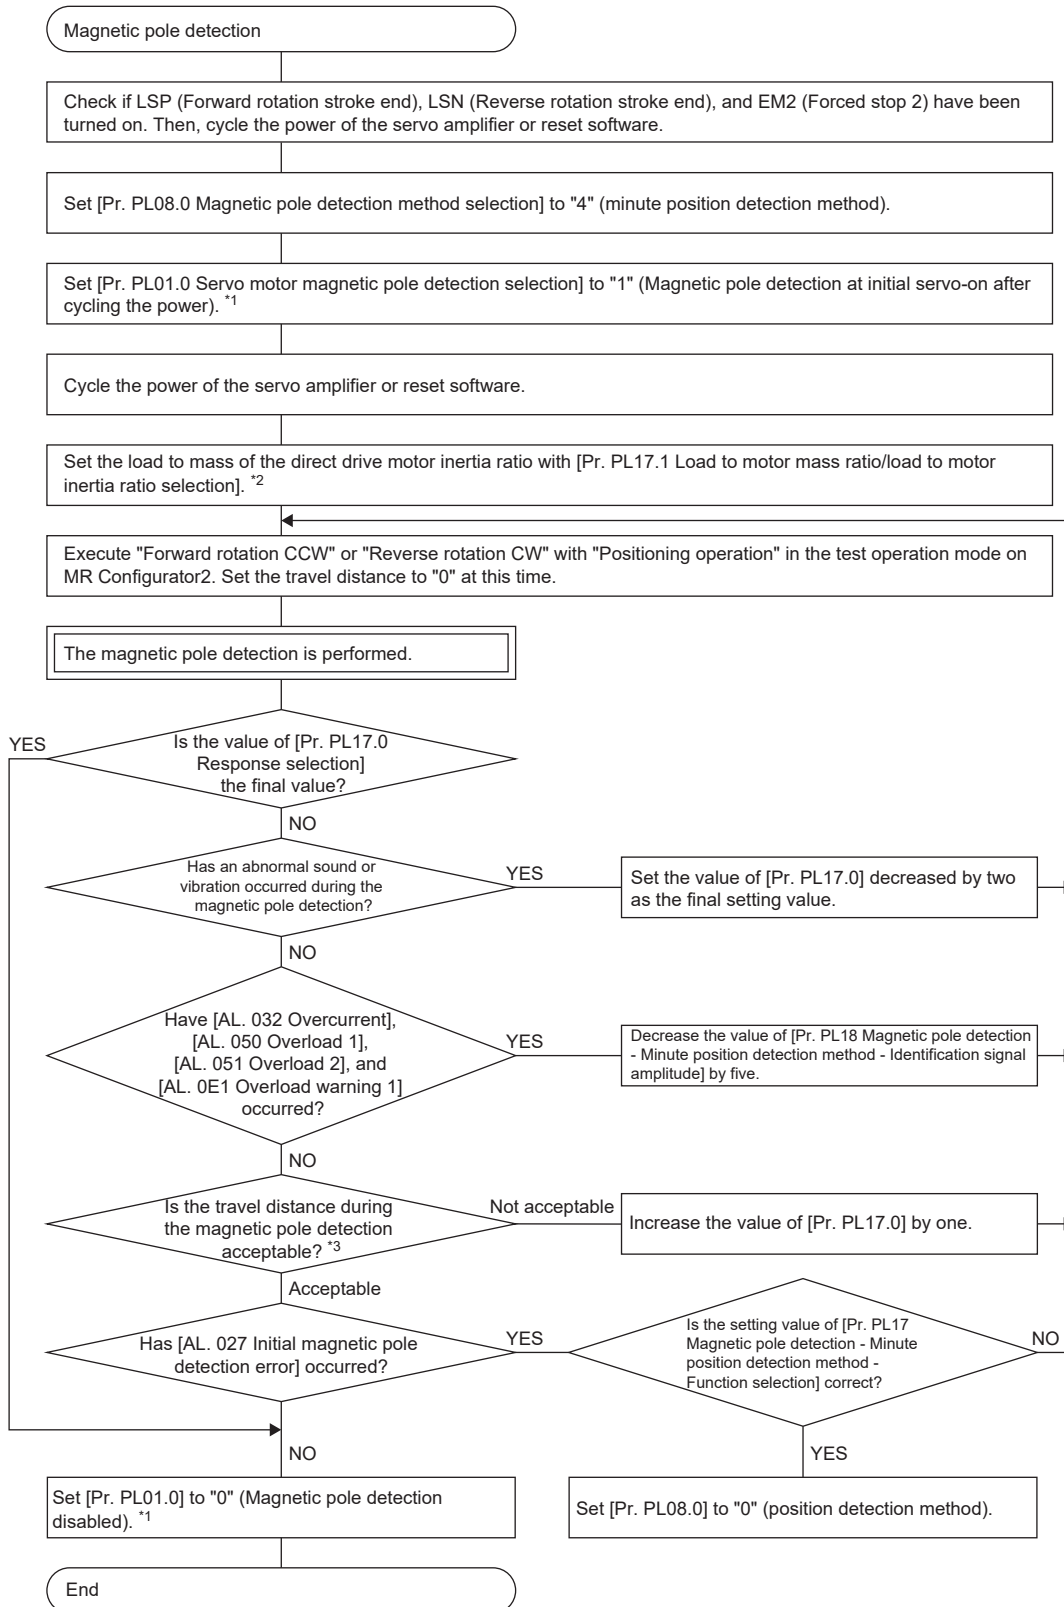 Magnetic pole detection
Check if LSP (Forward rotation stroke end), LSN (Reverse rotation stroke end), and EM2 (Forced stop 2) have been
turned on. Then, cycle the power of the servo amplifier or reset software.
Set [Pr. PL08.0 Magnetic pole detection method selection] to "4" (minute position detection method).
Set [Pr. PL01.0 Servo motor magnetic pole detection selection] to "1" (Magnetic pole detection at initial servo-on after
cycling the power). *1
Cycle the power of the servo amplifier or reset software.
Set the load to mass of the direct drive motor inertia ratio with [Pr. PL17.1 Load to motor mass ratio/load to motor
inertia ratio selection]. *2
Execute "Forward rotation CCW" or "Reverse rotation CW" with "Positioning operation" in the test operation mode on
MR Configurator2. Set the travel distance to "0" at this time.
The magnetic pole detection is performed.
YES
Is the value of [Pr. PL17.0
Response selection]
the final value?
NO
Has an abnormal sound or
vibration occurred during the
magnetic pole detection?
YES
Set the value of [Pr. PL17.0] decreased by two
as the final setting value.
NO
Have [AL. 032 Overcurrent],
[AL. 050 Overload 1],
[AL. 051 Overload 2], and
[AL. 0E1 Overload warning 1]
occurred?
YES
Decrease the value of [Pr. PL18 Magnetic pole detection
- Minute position detection method - Identification signal
amplitude] by five.
NO
Is the travel distance during
the magnetic pole detection
acceptable? *3
Not acceptable
Increase the value of [Pr. PL17.0] by one.
Acceptable
Has [AL. 027 Initial magnetic pole
detection error] occurred?
YES
Is the setting value of [Pr. PL17
Magnetic pole detection - Minute
position detection method -
Function selection] correct?
NO
NO
YES
Set [Pr. PL01.0] to "0" (Magnetic pole detection
disabled). *1
Set [Pr. PL08.0] to "0" (position detection method).
End